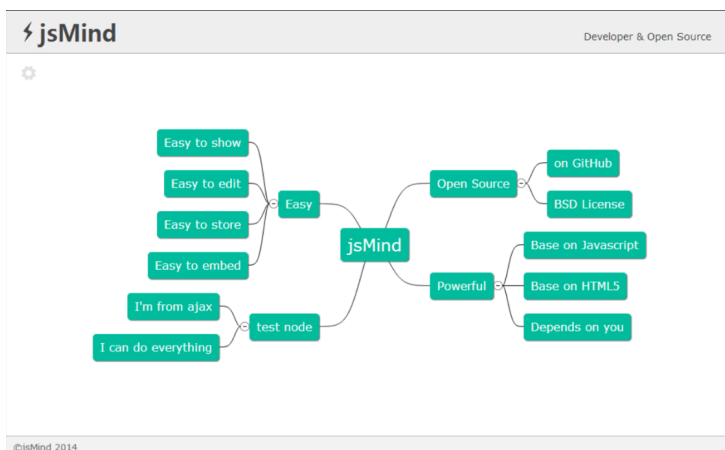 jsMind
Developer & Open Source
Easy to show
Easy to edit
Easy to store
Easy to embed
Easy
I'm from ajax
I can do everything
test node
jsMind
Open Source
on GitHub
BSD License
Powerful
Base on Javascript
Base on HTML5
Depends on you
©jsMind 2014